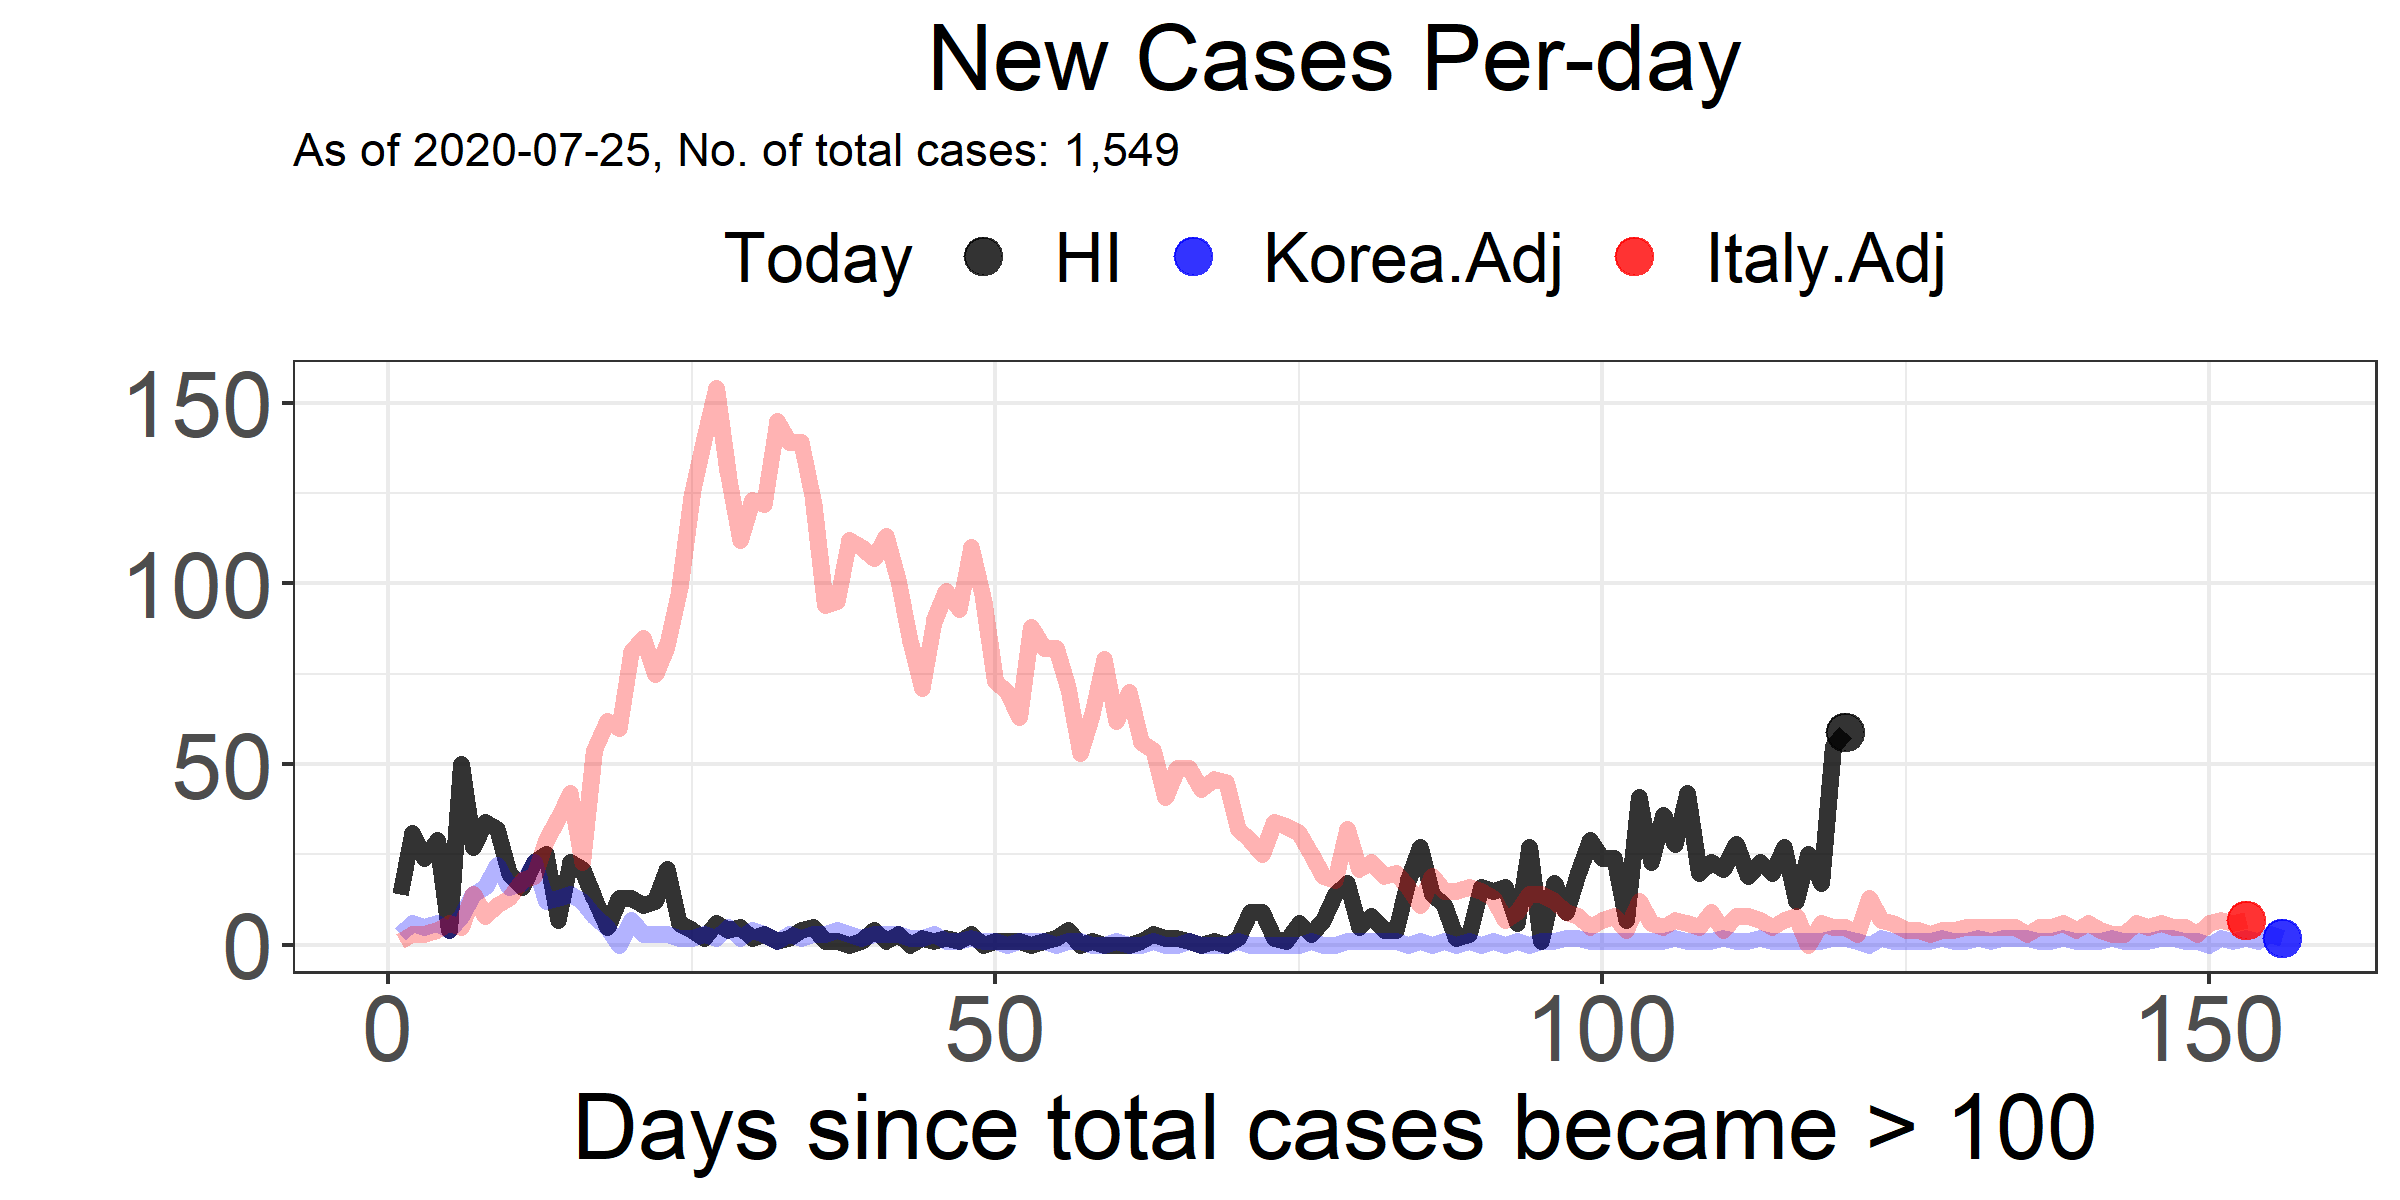 New Cases Per-day
As of 2020-07-25, No. of total cases: 1,549
Today HI Korea.Adj Italy.Adj
150
100
50
0
0 50 100 150
Days since total cases became > 100